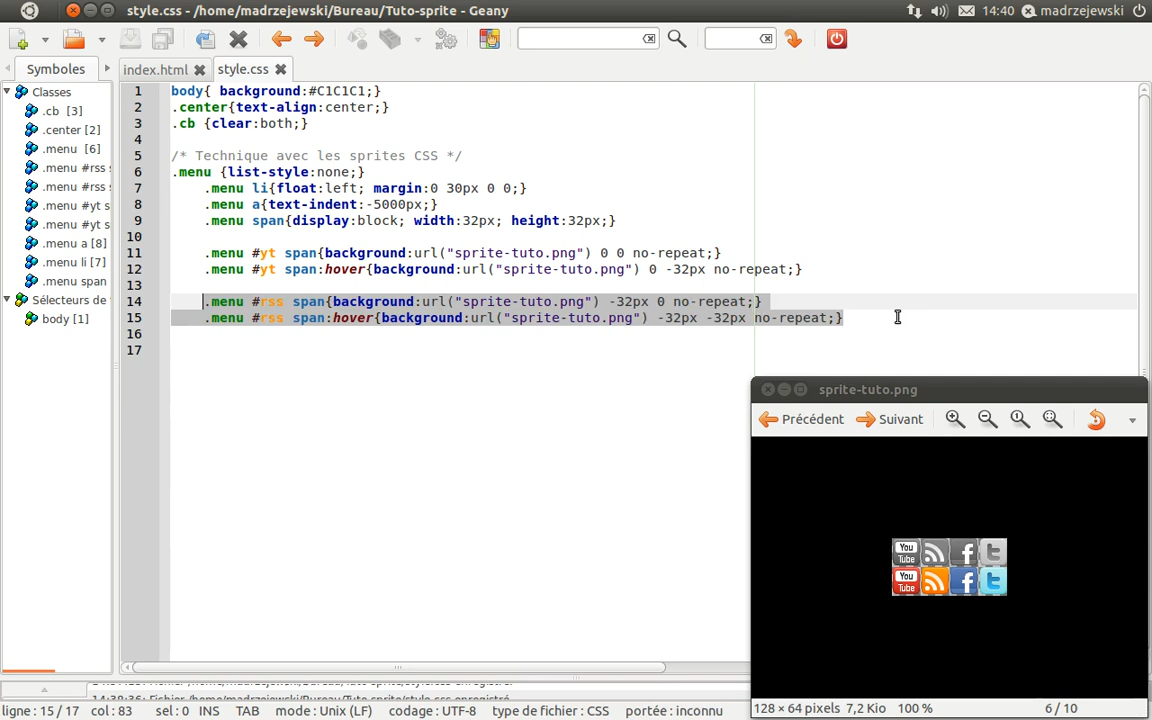 style.css - /home/madrzejewski/Bureau/Tuto-sprite - Geany
14:40 madrzejewski
Symboles
index.html
style.css
Classes
.cb [3]
.center [2]
.menu [6]
.menu #rss
.menu #rss
.menu #yt s
.menu #yt s
.menu a [8]
.menu li [7]
.menu span
Sélecteurs de
body [1]
1 body{ background:#C1C1C1;}
2 .center{text-align:center;}
3 .cb {clear:both;}
4
5 /* Technique avec les sprites CSS */
6 .menu {list-style:none;}
7 .menu li{float:left; margin:0 30px 0 0;}
8 .menu a{text-indent:-5000px;}
9 .menu span{display:block; width:32px; height:32px;}
10
11 .menu #yt span{background:url("sprite-tuto.png") 0 0 no-repeat;}
12 .menu #yt span:hover{background:url("sprite-tuto.png") 0 -32px no-repeat;}
13
14 .menu #rss span{background:url("sprite-tuto.png") -32px 0 no-repeat;}
15 .menu #rss span:hover{background:url("sprite-tuto.png") -32px -32px no-repeat;}
16
17
sprite-tuto.png
Précédent Suivant
You Tube f t
You Tube f t
128 × 64 pixels 7,2 Kio 100 % 6 / 10
ligne : 15 / 17 col : 83 sel : 0 INS TAB mode : Unix (LF) codage : UTF-8 type de fichier : CSS portée : inconnu